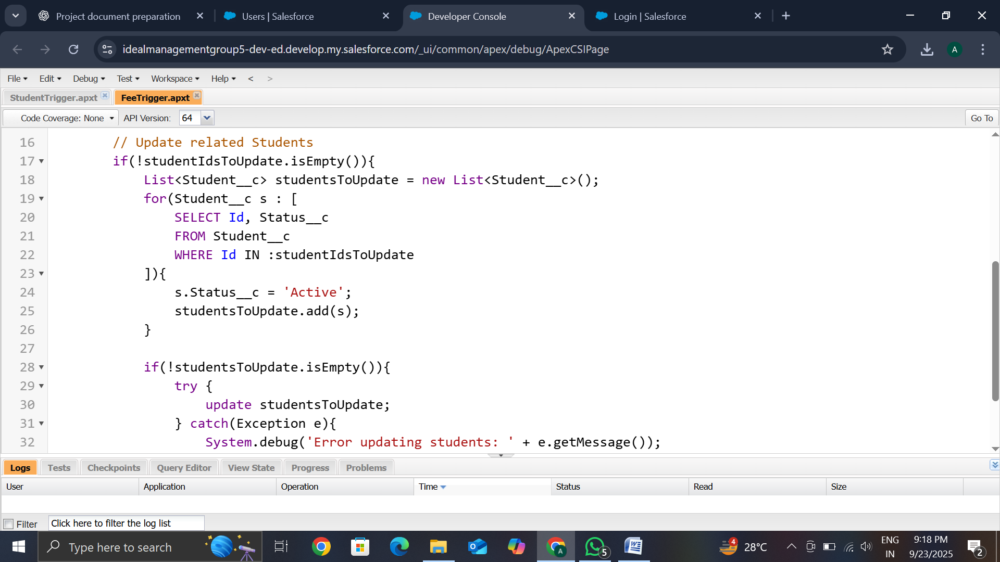 Project document preparation
Users | Salesforce
Developer Console
Login | Salesforce
idealmanagementgroup5-dev-ed.develop.my.salesforce.com/_ui/common/apex/debug/ApexCSIPage
A
File Edit Debug Test Workspace Help < >
StudentTrigger.apxt
FeeTrigger.apxt
Code Coverage: None API Version: 64 Go To
16 // Update related Students
17 if(!studentIdsToUpdate.isEmpty()){
18 List<Student__c> studentsToUpdate = new List<Student__c>();
19 for(Student__c s : [
20 SELECT Id, Status__c
21 FROM Student__c
22 WHERE Id IN :studentIdsToUpdate
23 ]){
24 s.Status__c = 'Active';
25 studentsToUpdate.add(s);
26 }
27
28 if(!studentsToUpdate.isEmpty()){
29 try {
30 update studentsToUpdate;
31 } catch(Exception e){
32 System.debug('Error updating students: ' + e.getMessage());
Logs Tests Checkpoints Query Editor View State Progress Problems
User Application Operation Time Status Read Size
Filter Click here to filter the log list
Type here to search
A
5
4
28°C
ENG
IN
9:18 PM
9/23/2025
2